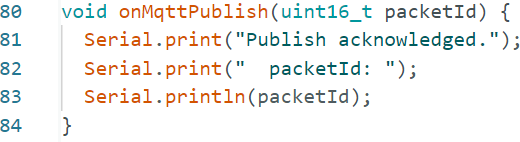 80 void onMqttPublish(uint16_t packetId) {
81   Serial.print("Publish acknowledged.");
82   Serial.print("  packetId: ");
83   Serial.println(packetId);
84 }